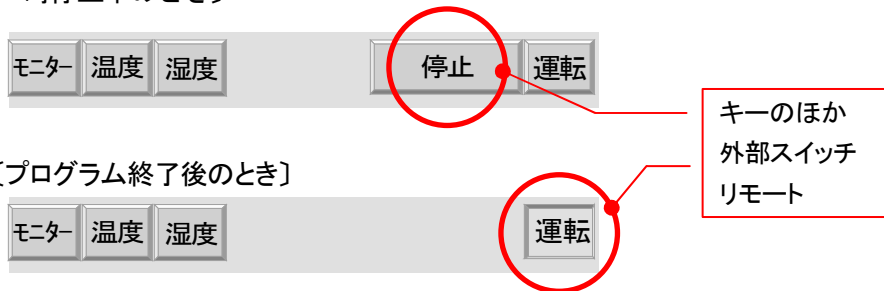 モニター 温度 湿度 停止 運転
キーのほか
外部スイッチ
リモート
〔プログラム終了後のとき〕
モニター 温度 湿度 運転